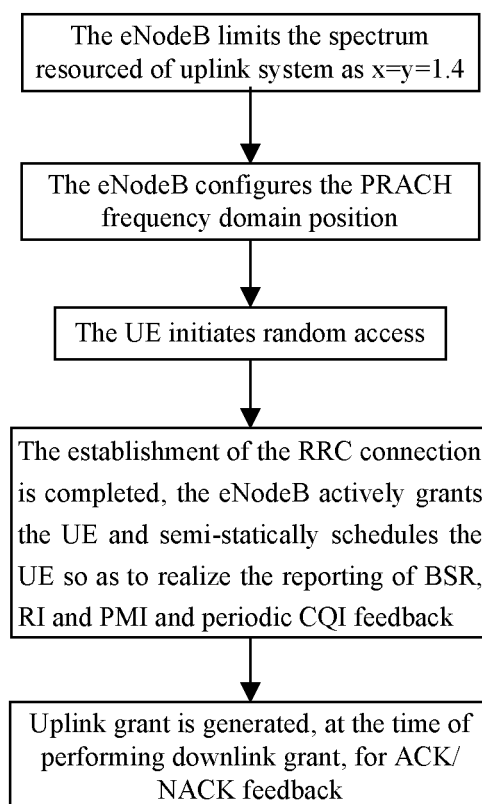 The eNodeB limits the spectrum
resourced of uplink system as x=y=1.4
The eNodeB configures the PRACH
frequency domain position
The UE initiates random access
The establishment of the RRC connection
is completed, the eNodeB actively grants
the UE and semi-statically schedules the
UE so as to realize the reporting of BSR,
RI and PMI and periodic CQI feedback
Uplink grant is generated, at the time of
performing downlink grant, for ACK/
NACK feedback